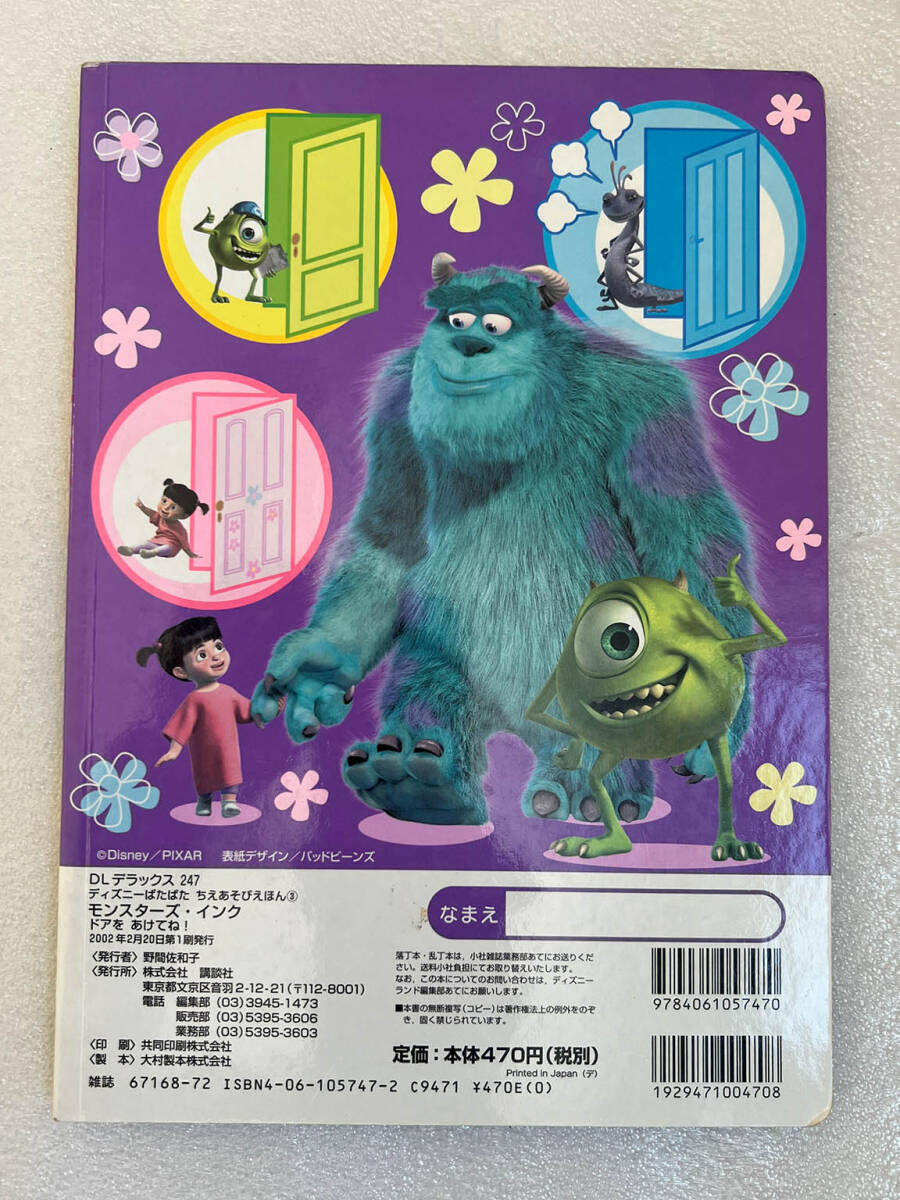 ©Disney／PIXAR　表紙デザイン／バッドビーンズ
DLデラックス 247
ディズニーぱたぱた ちえあそびえほん③
モンスターズ・インク
ドアを あけてね！
2002年2月20日第1刷発行
〈発行者〉野間佐和子
〈発行所〉株式会社 講談社
東京都文京区音羽2-12-21(〒112-8001)
電話　編集部 (03)3945-1473
販売部 (03)5395-3606
業務部 (03)5395-3603
〈印　刷〉共同印刷株式会社
〈製　本〉大村製本株式会社
雑誌　67168-72　ISBN4-06-105747-2　C9471　¥470E(0)
なまえ
落丁本・乱丁本は、小社雑誌業務部あてにお送りくだ
さい。送料小社負担にてお取り替えいたします。
なお、この本についてのお問い合わせは、ディズニー
ランド編集部あてにお願いします。
■本書の無断複写(コピー)は著作権法上の例外をのぞ
き、固く禁じられています。
定価：本体470円(税別)
Printed in Japan（デ）
9784061057470
1929471004708